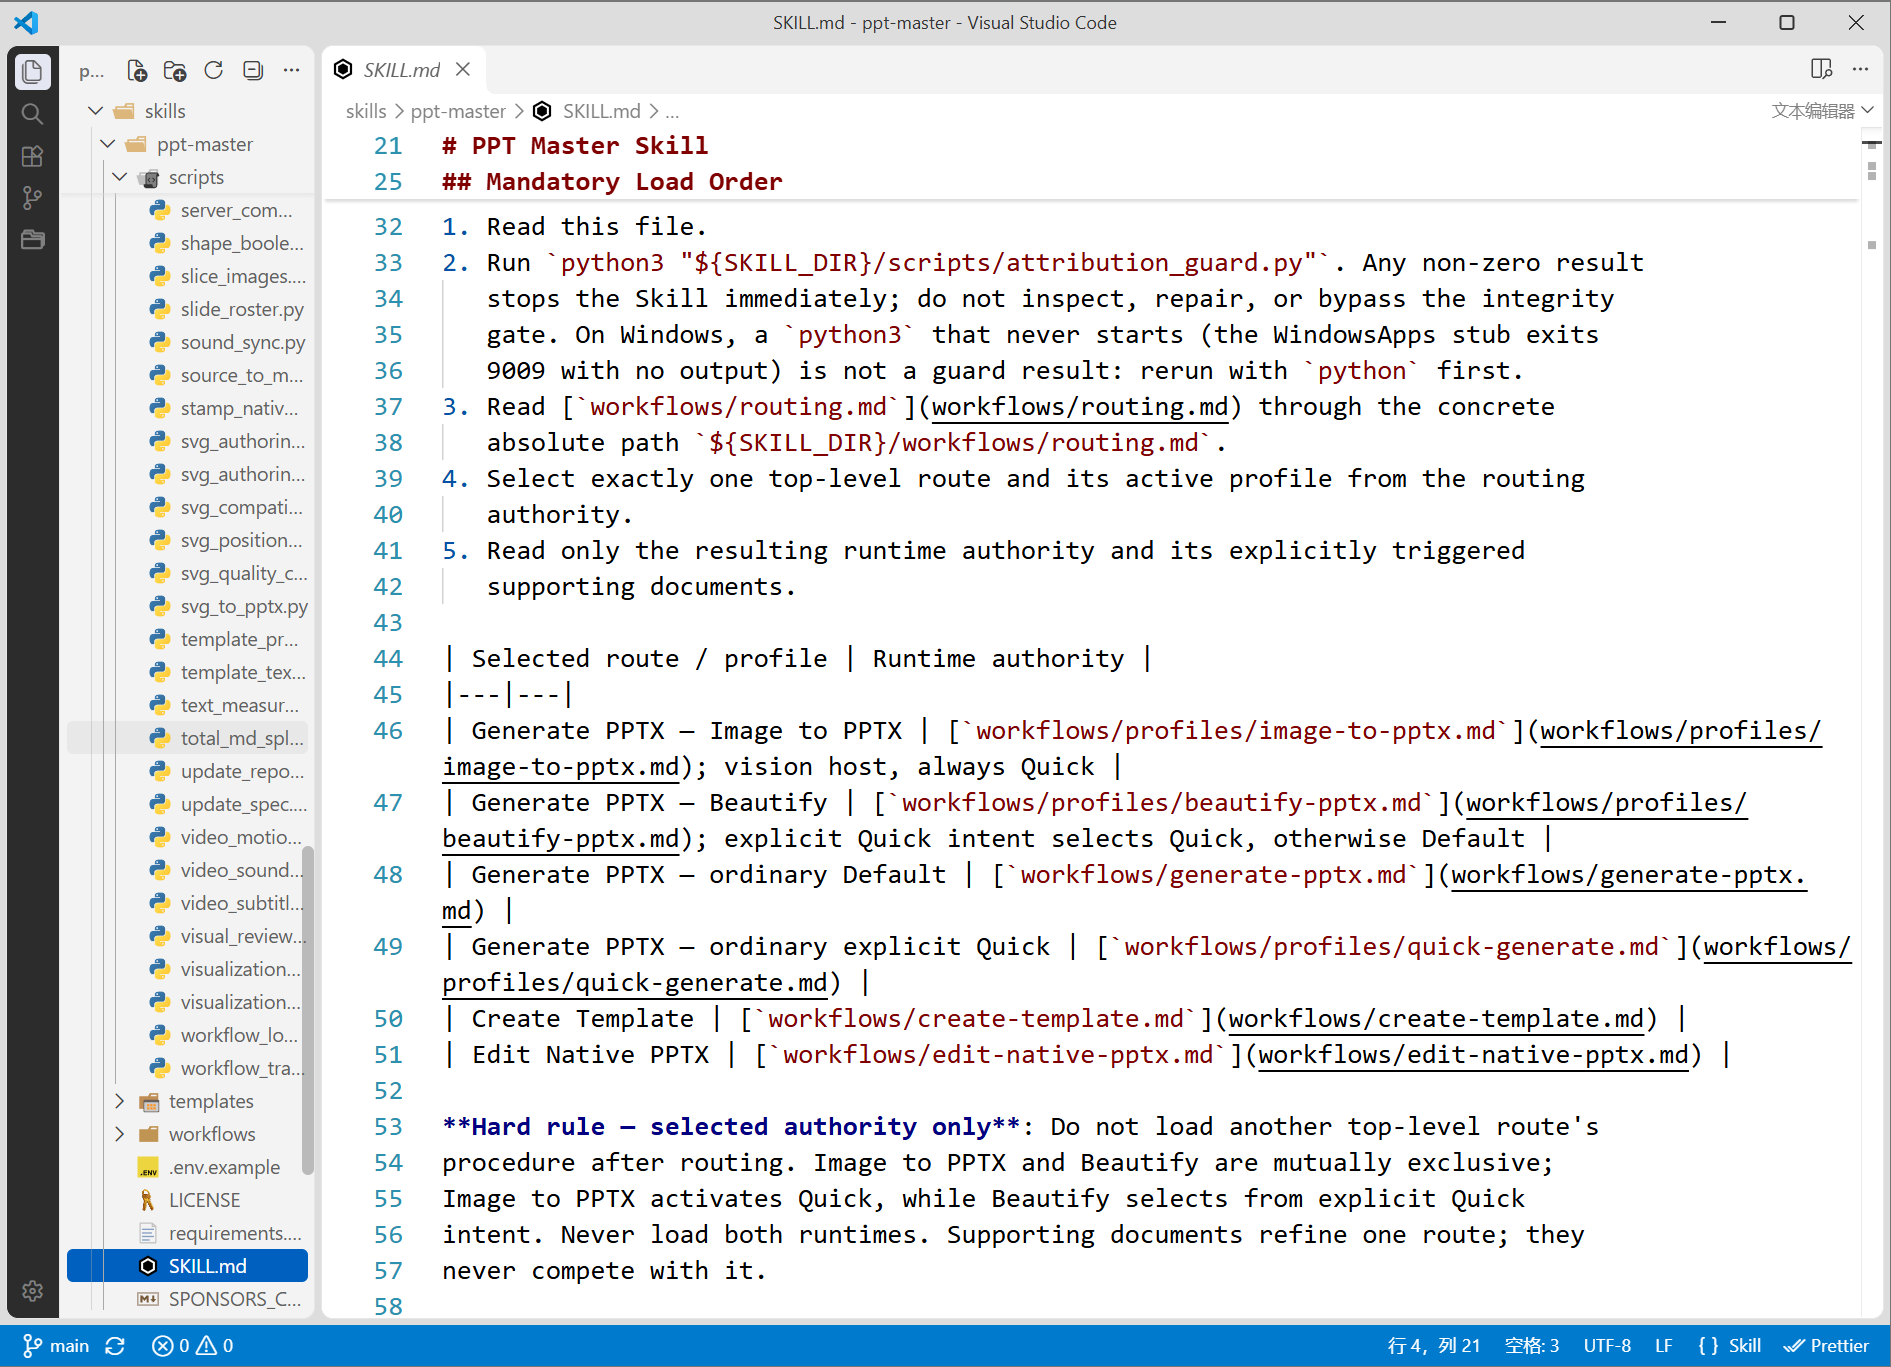 SKILL.md - ppt-master - Visual Studio Code
p...
skills
ppt-master
scripts
server_com...
shape_boole...
slice_images....
slide_roster.py
sound_sync.py
source_to_m...
stamp_nativ...
svg_authorin...
svg_authorin...
svg_compati...
svg_position...
svg_quality_c...
svg_to_pptx.py
template_pr...
template_tex...
text_measur...
total_md_spl...
update_repo...
update_spec....
video_motio...
video_sound...
video_subtitl...
visual_review...
visualization...
visualization...
workflow_lo...
workflow_tra...
templates
workflows
.env.example
LICENSE
requirements....
SKILL.md
SPONSORS_C...
SKILL.md
skills > ppt-master > SKILL.md > ...
文本编辑器
21 # PPT Master Skill
25 ## Mandatory Load Order
32 1. Read this file.
33 2. Run `python3 "${SKILL_DIR}/scripts/attribution_guard.py"`. Any non-zero result
34 stops the Skill immediately; do not inspect, repair, or bypass the integrity
35 gate. On Windows, a `python3` that never starts (the WindowsApps stub exits
36 9009 with no output) is not a guard result: rerun with `python` first.
37 3. Read [`workflows/routing.md`](workflows/routing.md) through the concrete
38 absolute path `${SKILL_DIR}/workflows/routing.md`.
39 4. Select exactly one top-level route and its active profile from the routing
40 authority.
41 5. Read only the resulting runtime authority and its explicitly triggered
42 supporting documents.
43
44 | Selected route / profile | Runtime authority |
45 |---|---|
46 | Generate PPTX — Image to PPTX | [`workflows/profiles/image-to-pptx.md`](workflows/profiles/
image-to-pptx.md); vision host, always Quick |
47 | Generate PPTX — Beautify | [`workflows/profiles/beautify-pptx.md`](workflows/profiles/
beautify-pptx.md); explicit Quick intent selects Quick, otherwise Default |
48 | Generate PPTX — ordinary Default | [`workflows/generate-pptx.md`](workflows/generate-pptx.
md) |
49 | Generate PPTX — ordinary explicit Quick | [`workflows/profiles/quick-generate.md`](workflows/
profiles/quick-generate.md) |
50 | Create Template | [`workflows/create-template.md`](workflows/create-template.md) |
51 | Edit Native PPTX | [`workflows/edit-native-pptx.md`](workflows/edit-native-pptx.md) |
52
53 **Hard rule — selected authority only**: Do not load another top-level route's
54 procedure after routing. Image to PPTX and Beautify are mutually exclusive;
55 Image to PPTX activates Quick, while Beautify selects from explicit Quick
56 intent. Never load both runtimes. Supporting documents refine one route; they
57 never compete with it.
58
main 0 0 行 4，列 21 空格: 3 UTF-8 LF { } Skill Prettier